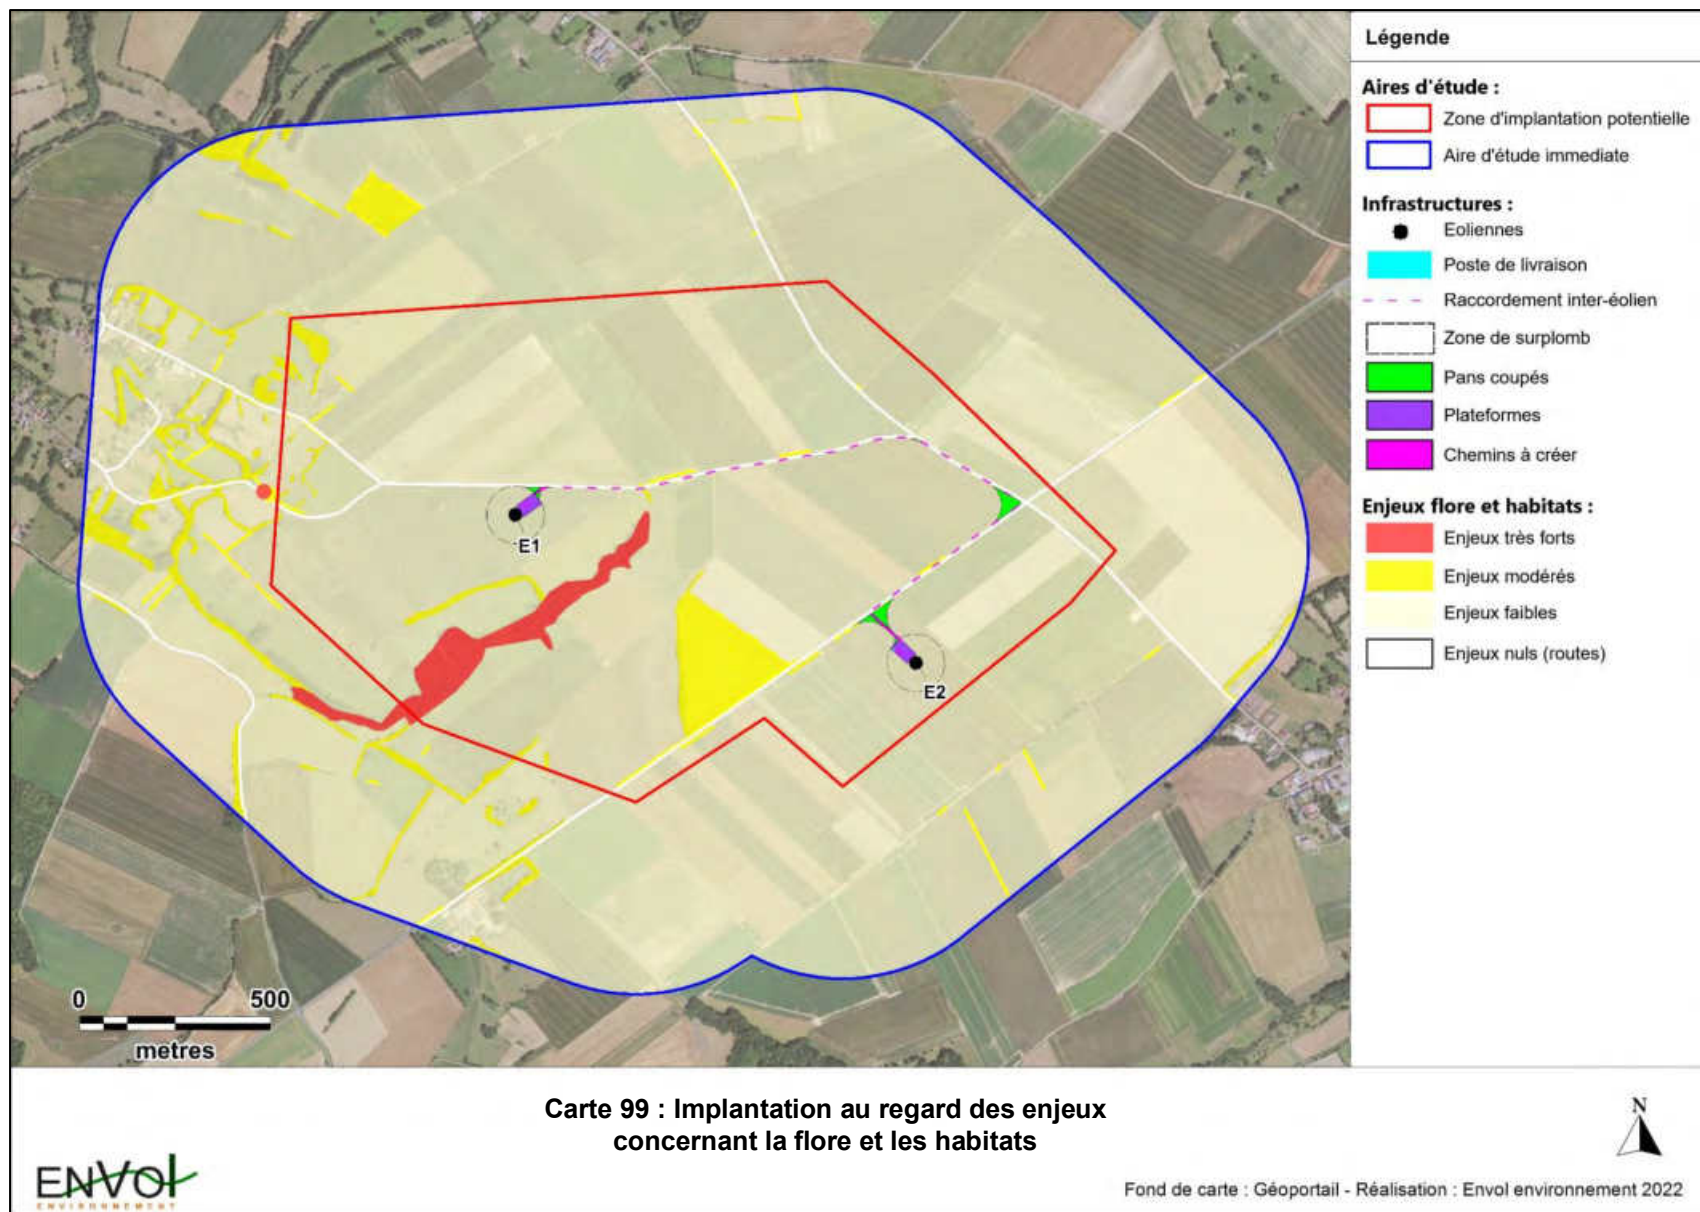 Légende
Aires d'étude :
Zone d'implantation potentielle
Aire d'étude immediate
Infrastructures :
Eoliennes
Poste de livraison
Raccordement inter-éolien
Zone de surplomb
Pans coupés
Plateformes
Chemins à créer
Enjeux flore et habitats :
Enjeux très forts
Enjeux modérés
Enjeux faibles
Enjeux nuls (routes)
E1
E2
0 500
metres
Carte 99 : Implantation au regard des enjeux
concernant la flore et les habitats
N
ENVOI
ENVIRONNEMENT
Fond de carte : Géoportail - Réalisation : Envol environnement 2022